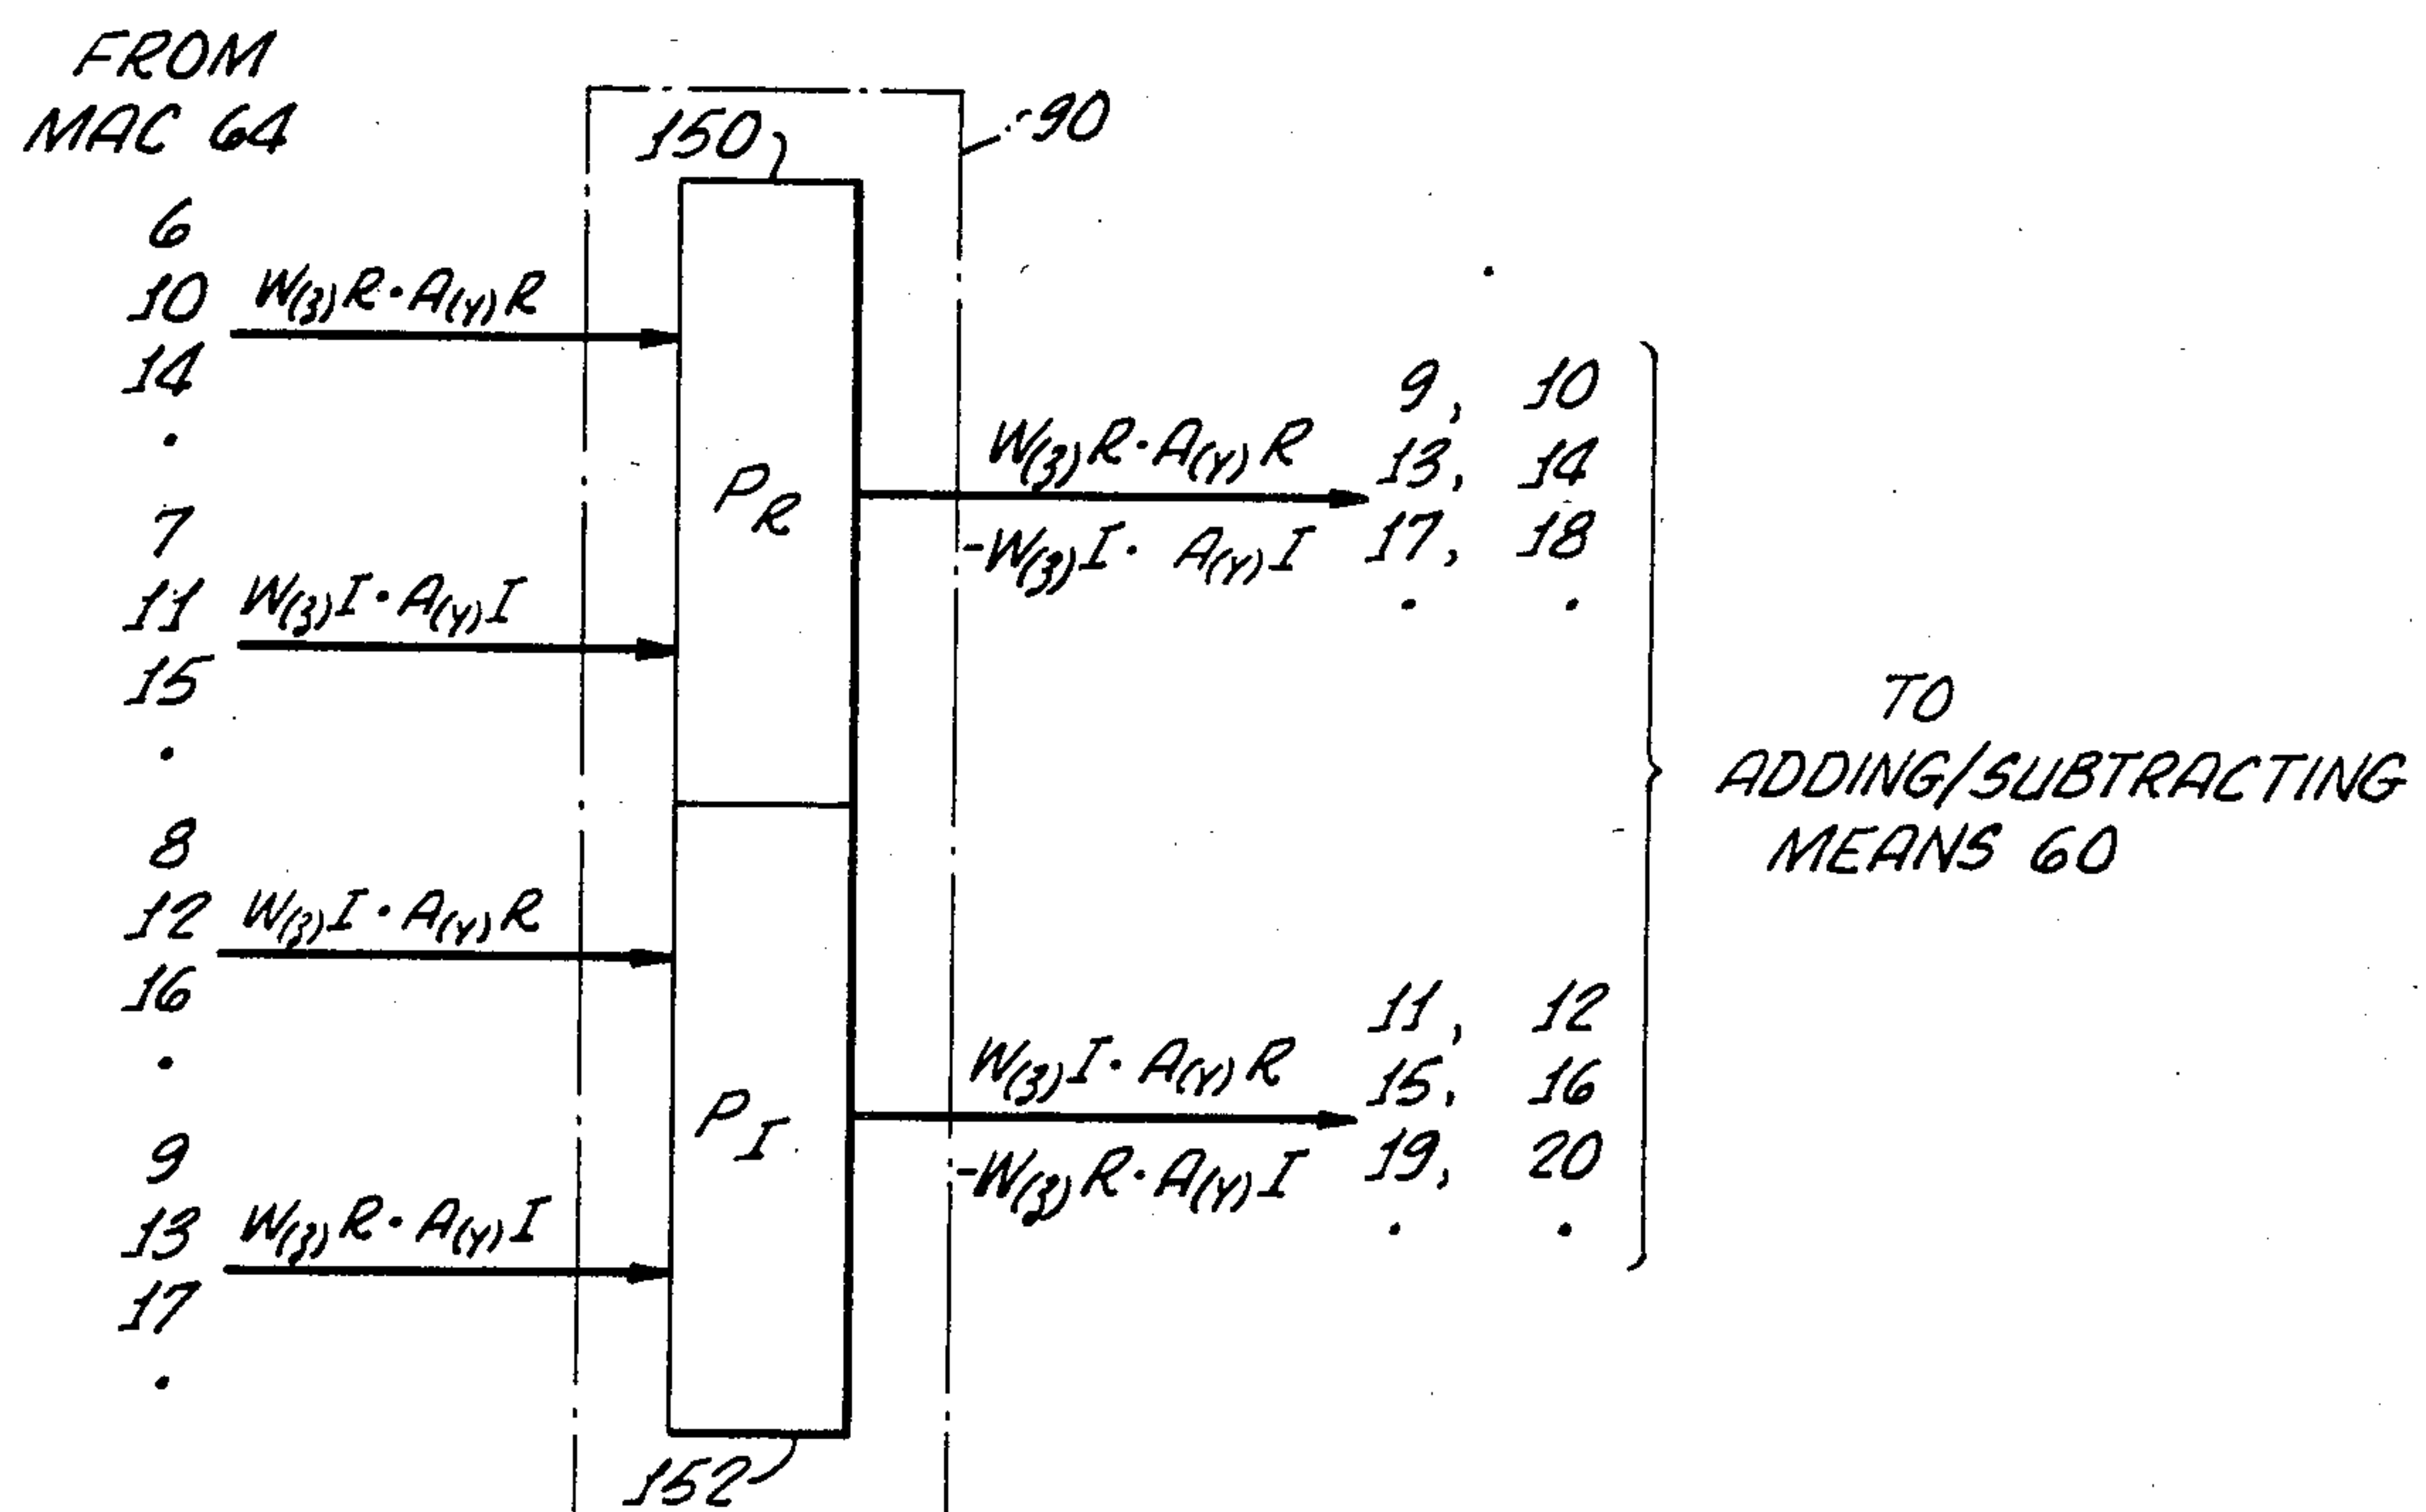 FROM
MAC 64
150
90
6
10
14
.
W(3)R·A(Y)R
7
11
15
.
W(3)I·A(Y)I
8
12
16
.
W(3)I·A(Y)R
9
13
17
.
W(3)R·A(Y)I
PR
PI
152
W(3)R·A(Y)R
-W(3)I·A(Y)I
9, 10
13, 14
17, 18
. .
W(3)I·A(Y)R
-W(3)R·A(Y)I
11, 12
15, 16
19, 20
. .
TO
ADDING/SUBTRACTING
MEANS 60